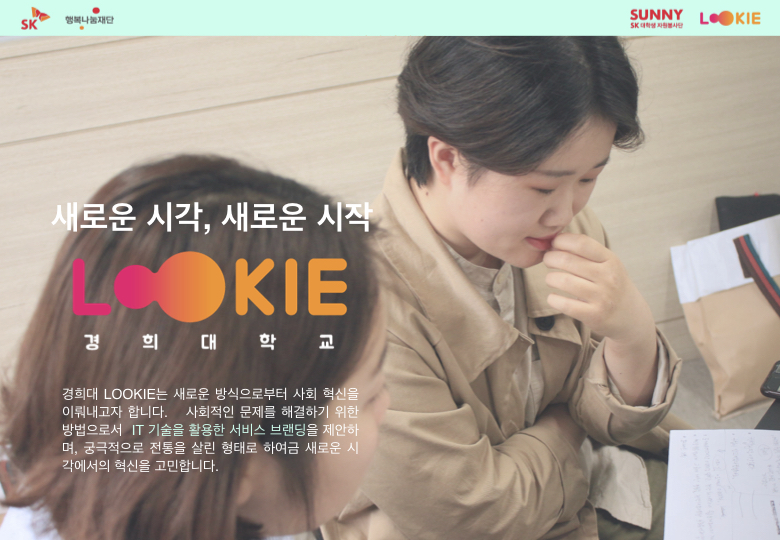 SK
행복나눔재단
SUNNY
SK 대학생 자원봉사단
LOOKIE
새로운 시각, 새로운 시작
LOOKIE
경희대학교
경희대 LOOKIE는 새로운 방식으로부터 사회 혁신을
이뤄내고자 합니다. 사회적인 문제를 해결하기 위한
방법으로서 IT 기술을 활용한 서비스 브랜딩을 제안하
며, 궁극적으로 전통을 살린 형태로 하여금 새로운 시
각에서의 혁신을 고민합니다.